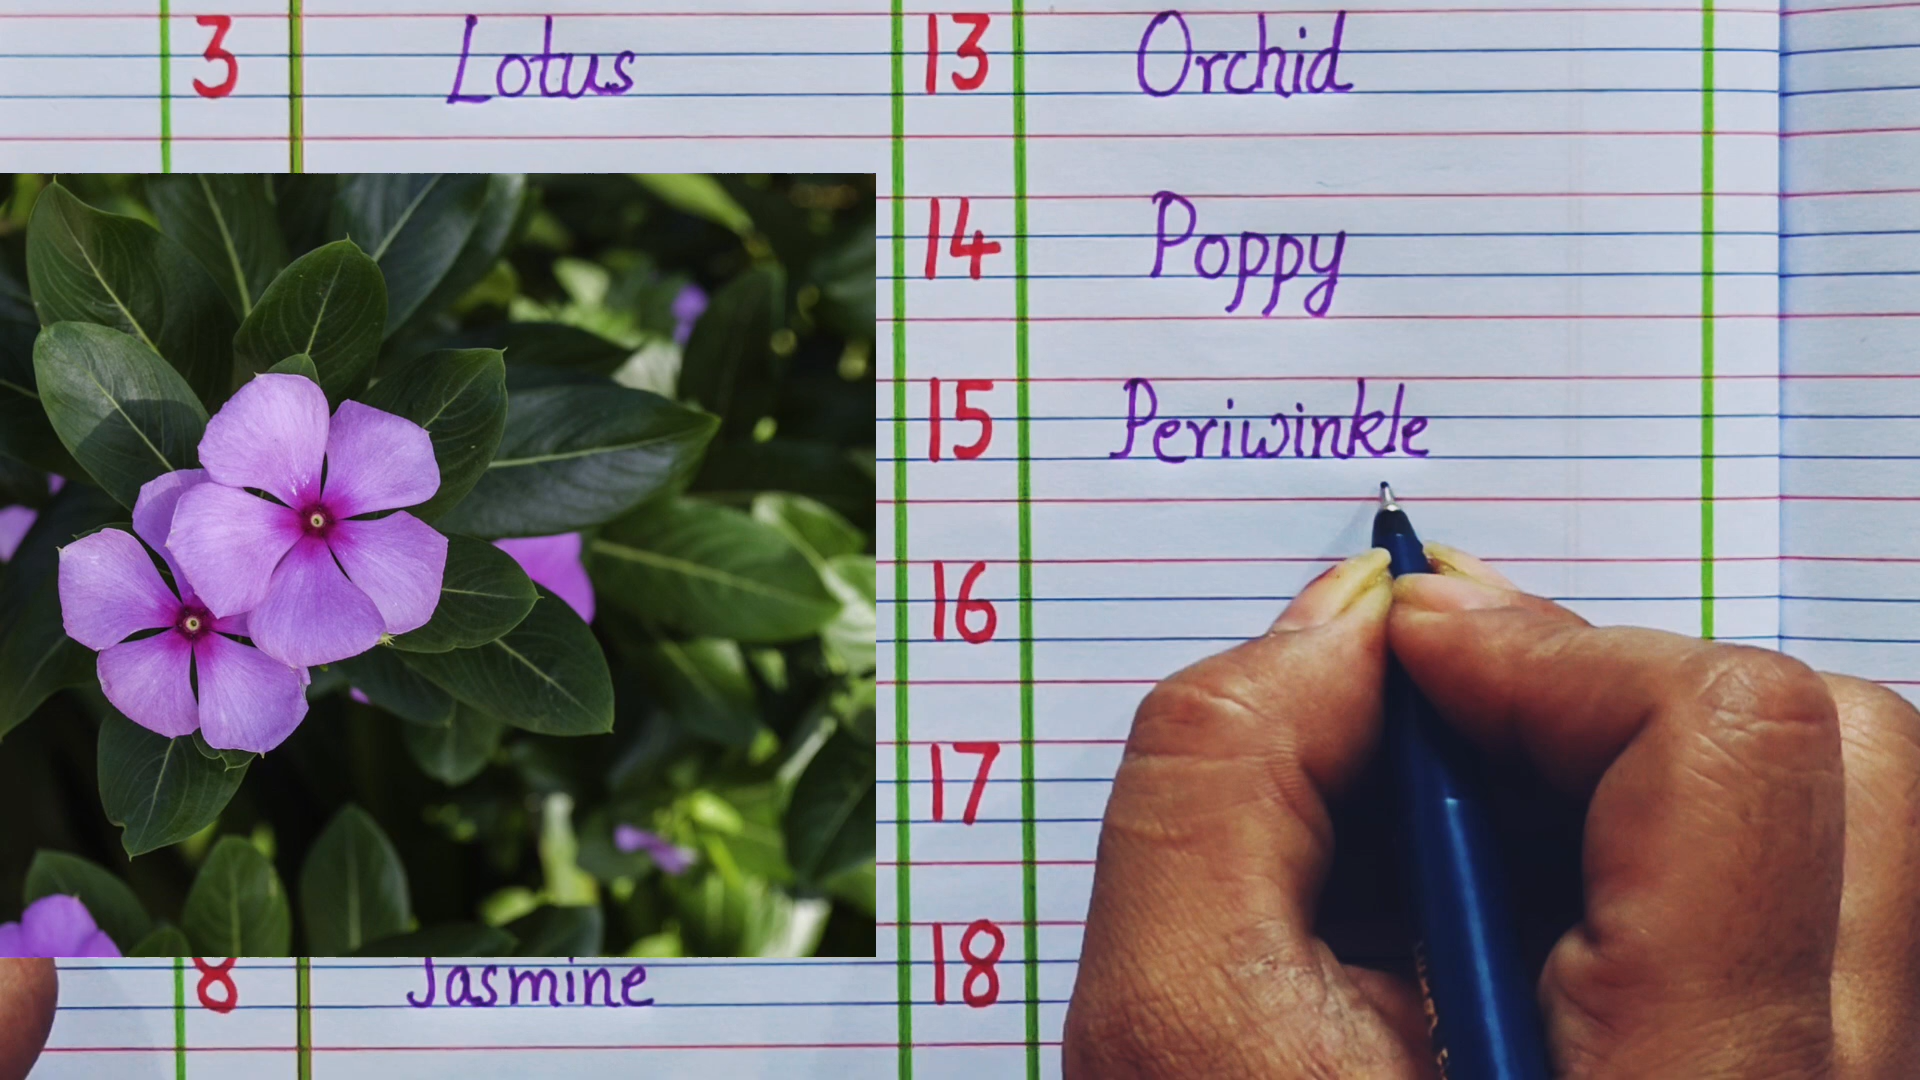 3 Lotus 13 Orchid
14 Poppy
15 Periwinkle
16
17
8 Jasmine 18